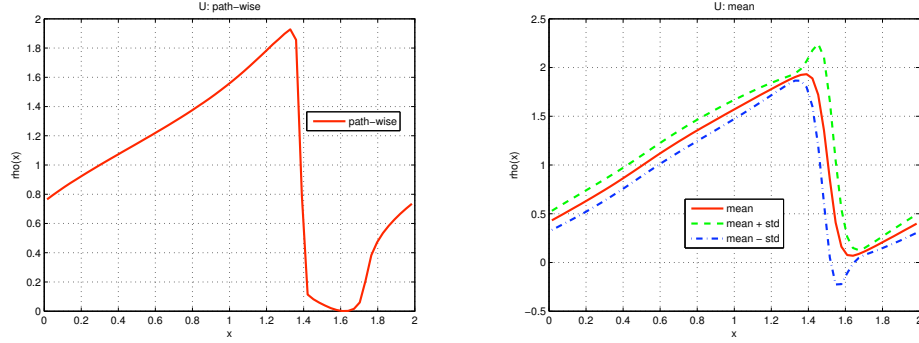 U: path-wise
rho(x)
2
1.8
1.6
1.4
1.2
1
0.8
0.6
0.4
0.2
0
path-wise
0 0.2 0.4 0.6 0.8 1 1.2 1.4 1.6 1.8 2
x
U: mean
rho(x)
2.5
2
1.5
1
0.5
0
-0.5
mean
mean + std
mean - std
0 0.2 0.4 0.6 0.8 1 1.2 1.4 1.6 1.8 2
x